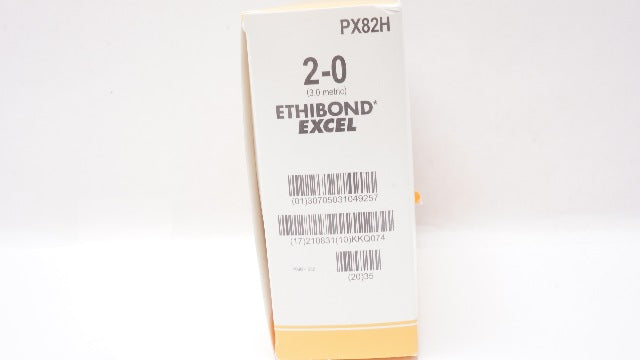 PX82H
2-0
(3.0 metric)
ETHIBOND*
EXCEL
(01)30705031049257
(17)210831(10)KKQ074
(20)35